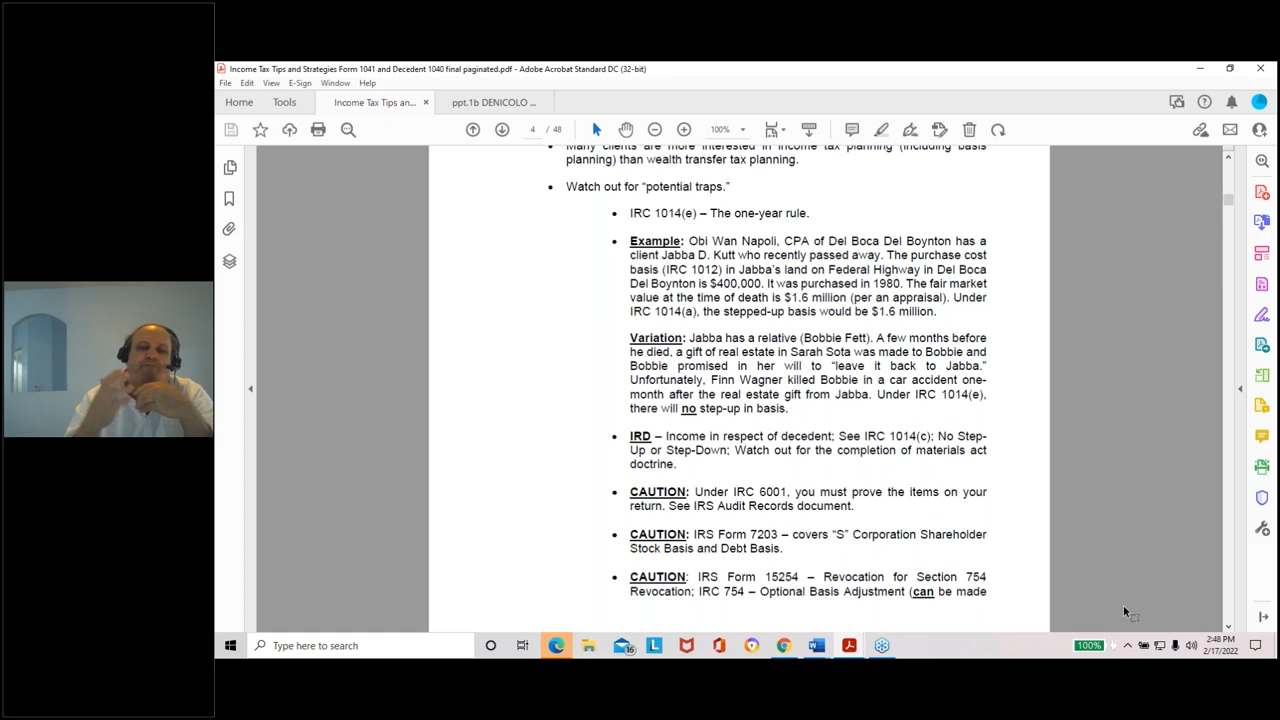 Income Tax Tips and Strategies Form 1041 and Decedent 1040 final paginated.pdf - Adobe Acrobat Standard DC (32-bit)
File Edit View E-Sign Window Help
Home Tools Income Tax Tips an... × ppt.1b DENICOLO ...
4 / 48 100%
Many clients are more interested in income tax planning (including basis
planning) than wealth transfer tax planning.
• Watch out for “potential traps.”
• IRC 1014(e) – The one-year rule.
• Example: Obi Wan Napoli, CPA of Del Boca Del Boynton has a
client Jabba D. Kutt who recently passed away. The purchase cost
basis (IRC 1012) in Jabba’s land on Federal Highway in Del Boca
Del Boynton is $400,000. It was purchased in 1980. The fair market
value at the time of death is $1.6 million (per an appraisal). Under
IRC 1014(a), the stepped-up basis would be $1.6 million.
Variation: Jabba has a relative (Bobbie Fett). A few months before
he died, a gift of real estate in Sarah Sota was made to Bobbie and
Bobbie promised in her will to “leave it back to Jabba.”
Unfortunately, Finn Wagner killed Bobbie in a car accident one-
month after the real estate gift from Jabba. Under IRC 1014(e),
there will no step-up in basis.
• IRD – Income in respect of decedent; See IRC 1014(c); No Step-
Up or Step-Down; Watch out for the completion of materials act
doctrine.
• CAUTION: Under IRC 6001, you must prove the items on your
return. See IRS Audit Records document.
• CAUTION: IRS Form 7203 – covers “S” Corporation Shareholder
Stock Basis and Debt Basis.
• CAUTION: IRS Form 15254 – Revocation for Section 754
Revocation; IRC 754 – Optional Basis Adjustment (can be made
Type here to search
16
100%
2:48 PM
2/17/2022